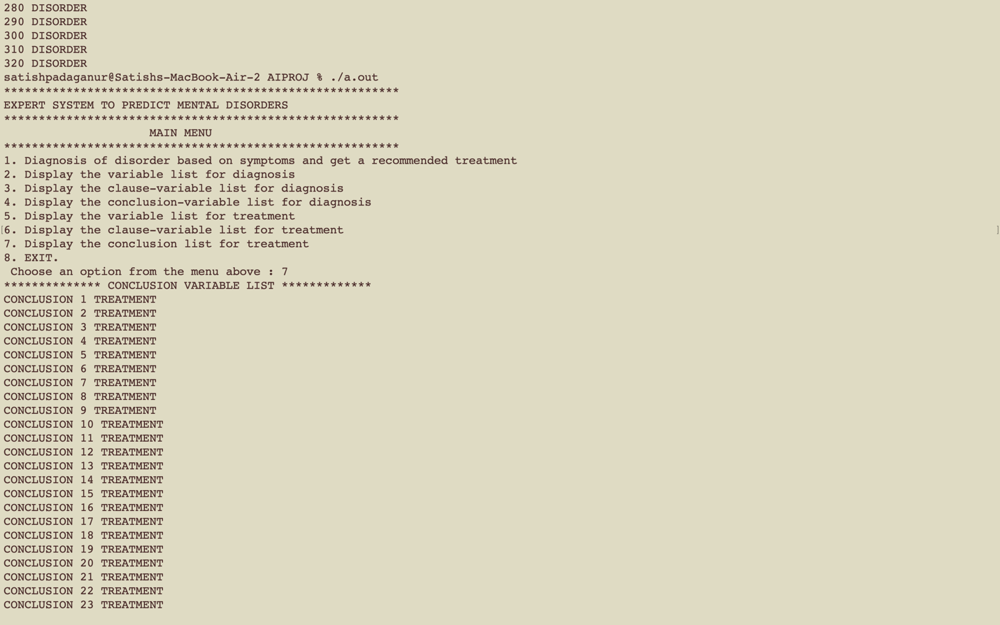 280 DISORDER
290 DISORDER
300 DISORDER
310 DISORDER
320 DISORDER
satishpadaganur@Satishs-MacBook-Air-2 AIPROJ % ./a.out
*********************************************************
EXPERT SYSTEM TO PREDICT MENTAL DISORDERS
*********************************************************
                     MAIN MENU
*********************************************************
1. Diagnosis of disorder based on symptoms and get a recommended treatment
2. Display the variable list for diagnosis
3. Display the clause-variable list for diagnosis
4. Display the conclusion-variable list for diagnosis
5. Display the variable list for treatment
[6. Display the clause-variable list for treatment ]
7. Display the conclusion list for treatment
8. EXIT.
 Choose an option from the menu above : 7
************** CONCLUSION VARIABLE LIST *************
CONCLUSION 1 TREATMENT
CONCLUSION 2 TREATMENT
CONCLUSION 3 TREATMENT
CONCLUSION 4 TREATMENT
CONCLUSION 5 TREATMENT
CONCLUSION 6 TREATMENT
CONCLUSION 7 TREATMENT
CONCLUSION 8 TREATMENT
CONCLUSION 9 TREATMENT
CONCLUSION 10 TREATMENT
CONCLUSION 11 TREATMENT
CONCLUSION 12 TREATMENT
CONCLUSION 13 TREATMENT
CONCLUSION 14 TREATMENT
CONCLUSION 15 TREATMENT
CONCLUSION 16 TREATMENT
CONCLUSION 17 TREATMENT
CONCLUSION 18 TREATMENT
CONCLUSION 19 TREATMENT
CONCLUSION 20 TREATMENT
CONCLUSION 21 TREATMENT
CONCLUSION 22 TREATMENT
CONCLUSION 23 TREATMENT